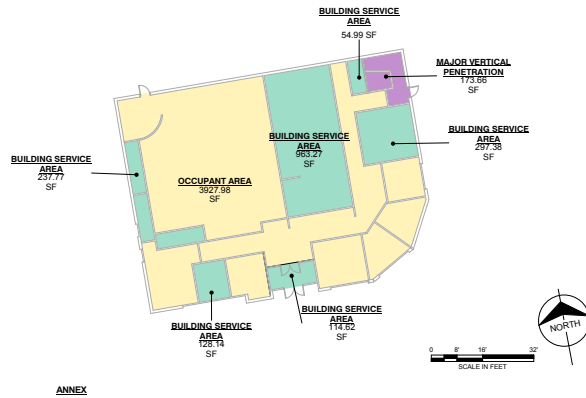 BUILDING SERVICE
AREA
54.99 SF
MAJOR VERTICAL
PENETRATION
173.66
SF
BUILDING SERVICE
AREA
963.27
SF
BUILDING SERVICE
AREA
297.38
SF
BUILDING SERVICE
AREA
237.77
SF
OCCUPANT AREA
3927.98
SF
BUILDING SERVICE
AREA
114.62
SF
BUILDING SERVICE
AREA
128.14
SF
NORTH
0 8' 16' 32'
SCALE IN FEET
ANNEX